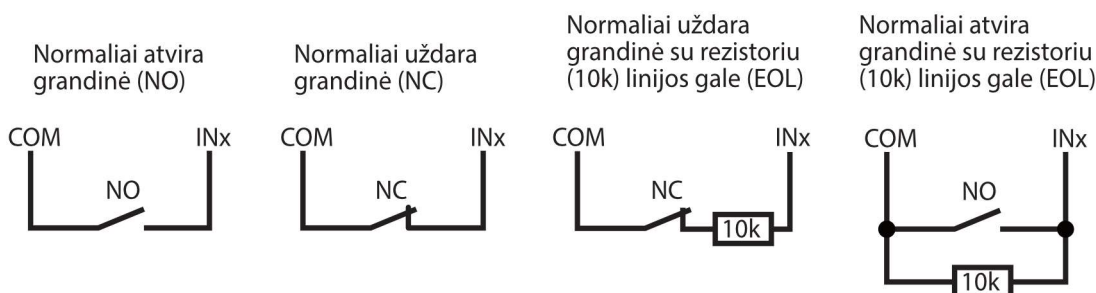 Normaliai atvira
grandinė (NO)
COM
INx
NO
Normaliai uždara
grandinė (NC)
COM
INx
NC
Normaliai uždara
grandinė su rezistoriu
(10k) linijos gale (EOL)
COM
INx
NC
10k
Normaliai atvira
grandinė su rezistoriu
(10k) linijos gale (EOL)
COM
INx
NO
10k